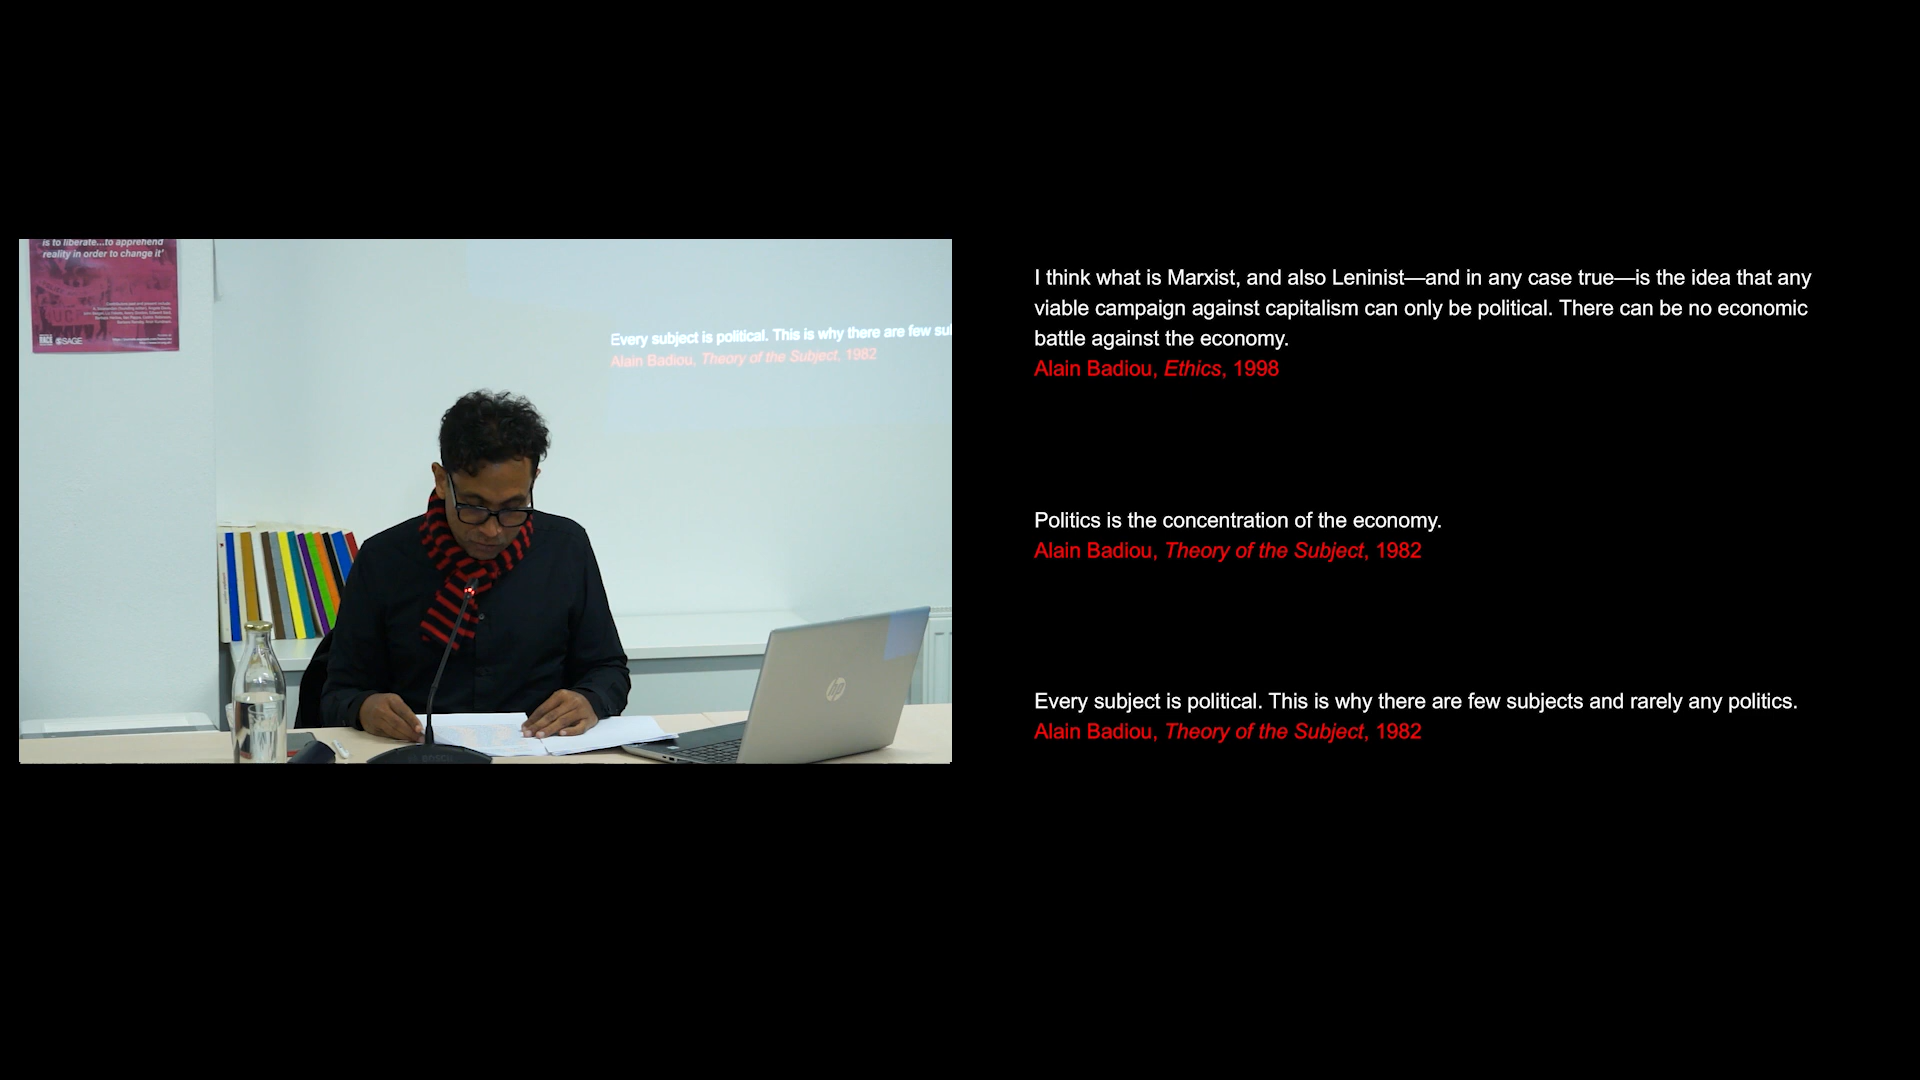 is to liberate...to apprehend
reality in order to change it'
RACE
SAGE
Every subject is political. This is why there are few su
Alain Badiou, Theory of the Subject, 1982
hp
BOSCH
I think what is Marxist, and also Leninist—and in any case true—is the idea that any
viable campaign against capitalism can only be political. There can be no economic
battle against the economy.
Alain Badiou, Ethics, 1998
Politics is the concentration of the economy.
Alain Badiou, Theory of the Subject, 1982
Every subject is political. This is why there are few subjects and rarely any politics.
Alain Badiou, Theory of the Subject, 1982